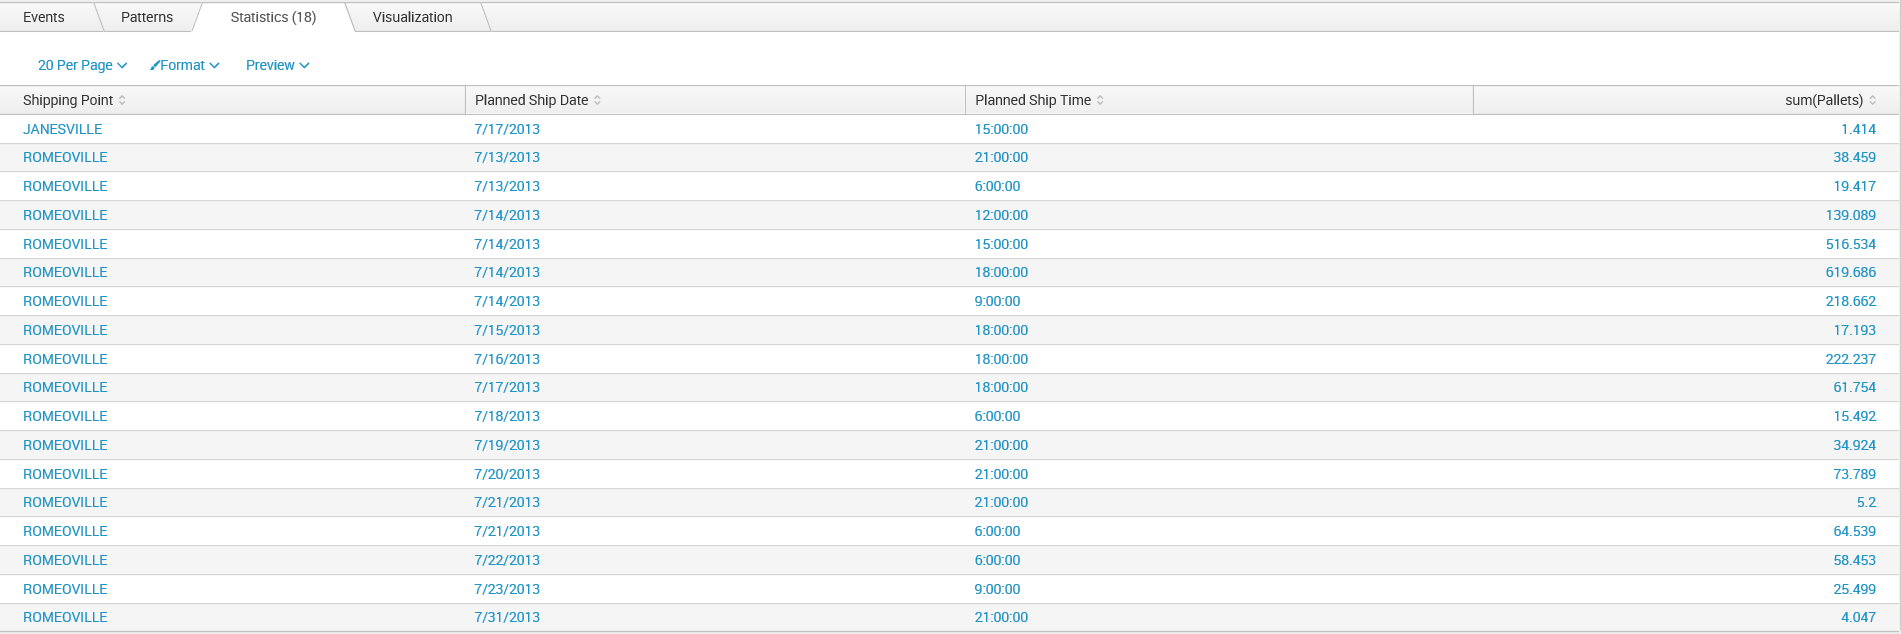 Events Patterns Statistics (18) Visualization
20 Per Page Format Preview
Shipping Point Planned Ship Date Planned Ship Time sum(Pallets)
JANESVILLE 7/17/2013 15:00:00 1.414
ROMEOVILLE 7/13/2013 21:00:00 38.459
ROMEOVILLE 7/13/2013 6:00:00 19.417
ROMEOVILLE 7/14/2013 12:00:00 139.089
ROMEOVILLE 7/14/2013 15:00:00 516.534
ROMEOVILLE 7/14/2013 18:00:00 619.686
ROMEOVILLE 7/14/2013 9:00:00 218.662
ROMEOVILLE 7/15/2013 18:00:00 17.193
ROMEOVILLE 7/16/2013 18:00:00 222.237
ROMEOVILLE 7/17/2013 18:00:00 61.754
ROMEOVILLE 7/18/2013 6:00:00 15.492
ROMEOVILLE 7/19/2013 21:00:00 34.924
ROMEOVILLE 7/20/2013 21:00:00 73.789
ROMEOVILLE 7/21/2013 21:00:00 5.2
ROMEOVILLE 7/21/2013 6:00:00 64.539
ROMEOVILLE 7/22/2013 6:00:00 58.453
ROMEOVILLE 7/23/2013 9:00:00 25.499
ROMEOVILLE 7/31/2013 21:00:00 4.047